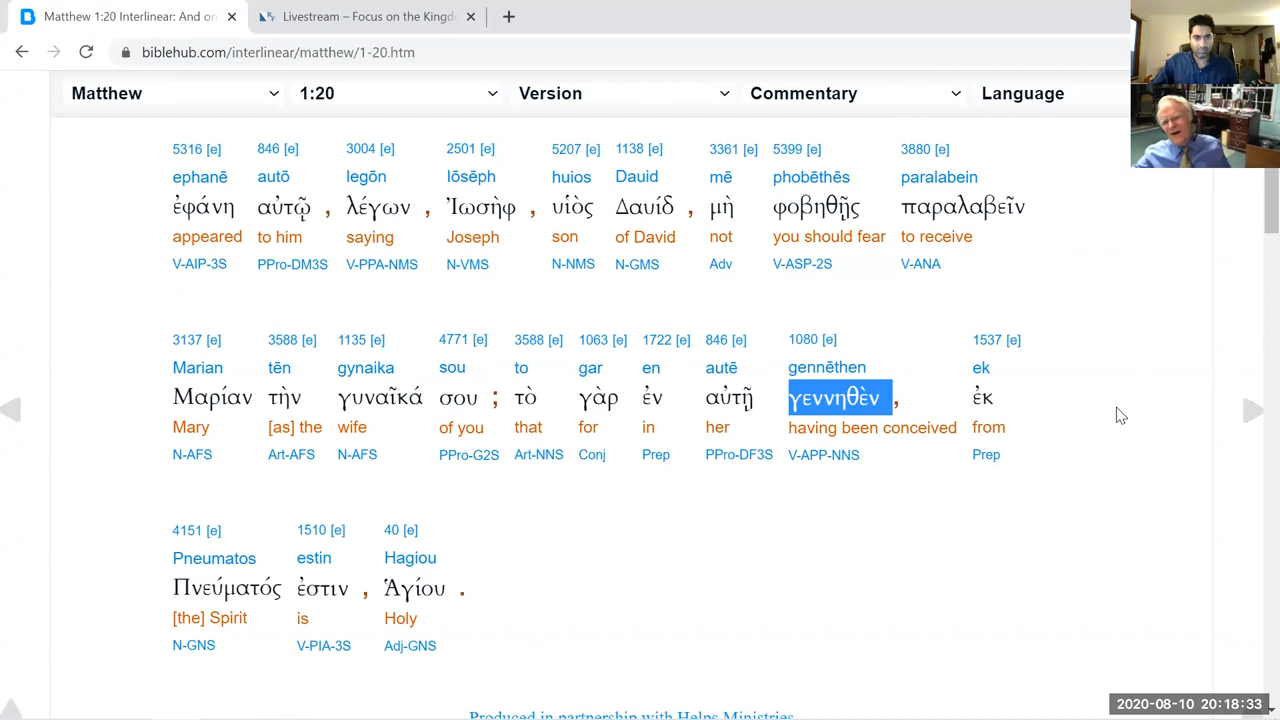 Matthew 1:20 Interlinear: And on
Livestream – Focus on the Kingd
biblehub.com/interlinear/matthew/1-20.htm
Matthew 1:20 Version Commentary Language
5316 [e] 846 [e] 3004 [e] 2501 [e] 5207 [e] 1138 [e] 3361 [e] 5399 [e] 3880 [e]
ephanē autō legōn Iōsēph huios Dauid mē phobēthēs paralabein
ἐφάνη αὐτῷ , λέγων , Ἰωσὴφ , υἱὸς Δαυίδ , μὴ φοβηθῇς παραλαβεῖν
appeared to him saying Joseph son of David not you should fear to receive
V-AIP-3S PPro-DM3S V-PPA-NMS N-VMS N-NMS N-GMS Adv V-ASP-2S V-ANA
3137 [e] 3588 [e] 1135 [e] 4771 [e] 3588 [e] 1063 [e] 1722 [e] 846 [e] 1080 [e] 1537 [e]
Marian tēn gynaika sou to gar en autē gennēthen ek
Μαρίαν τὴν γυναῖκά σου ; τὸ γὰρ ἐν αὐτῇ γεννηθὲν , ἐκ
Mary [as] the wife of you that for in her having been conceived from
N-AFS Art-AFS N-AFS PPro-G2S Art-NNS Conj Prep PPro-DF3S V-APP-NNS Prep
4151 [e] 1510 [e] 40 [e]
Pneumatos estin Hagiou
Πνεύματός ἐστιν , Ἁγίου .
[the] Spirit is Holy
N-GNS V-PIA-3S Adj-GNS
Produced in partnership with Helps Ministries
2020-08-10 20:18:33